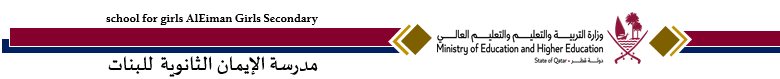 school for girls AlEiman Girls Secondary
مدرسة الإيمان الثانوية للبنات
وزارة التربية والتعليم والتعليم العالي
Ministry of Education and Higher Education
دولة قطر • State of Qatar